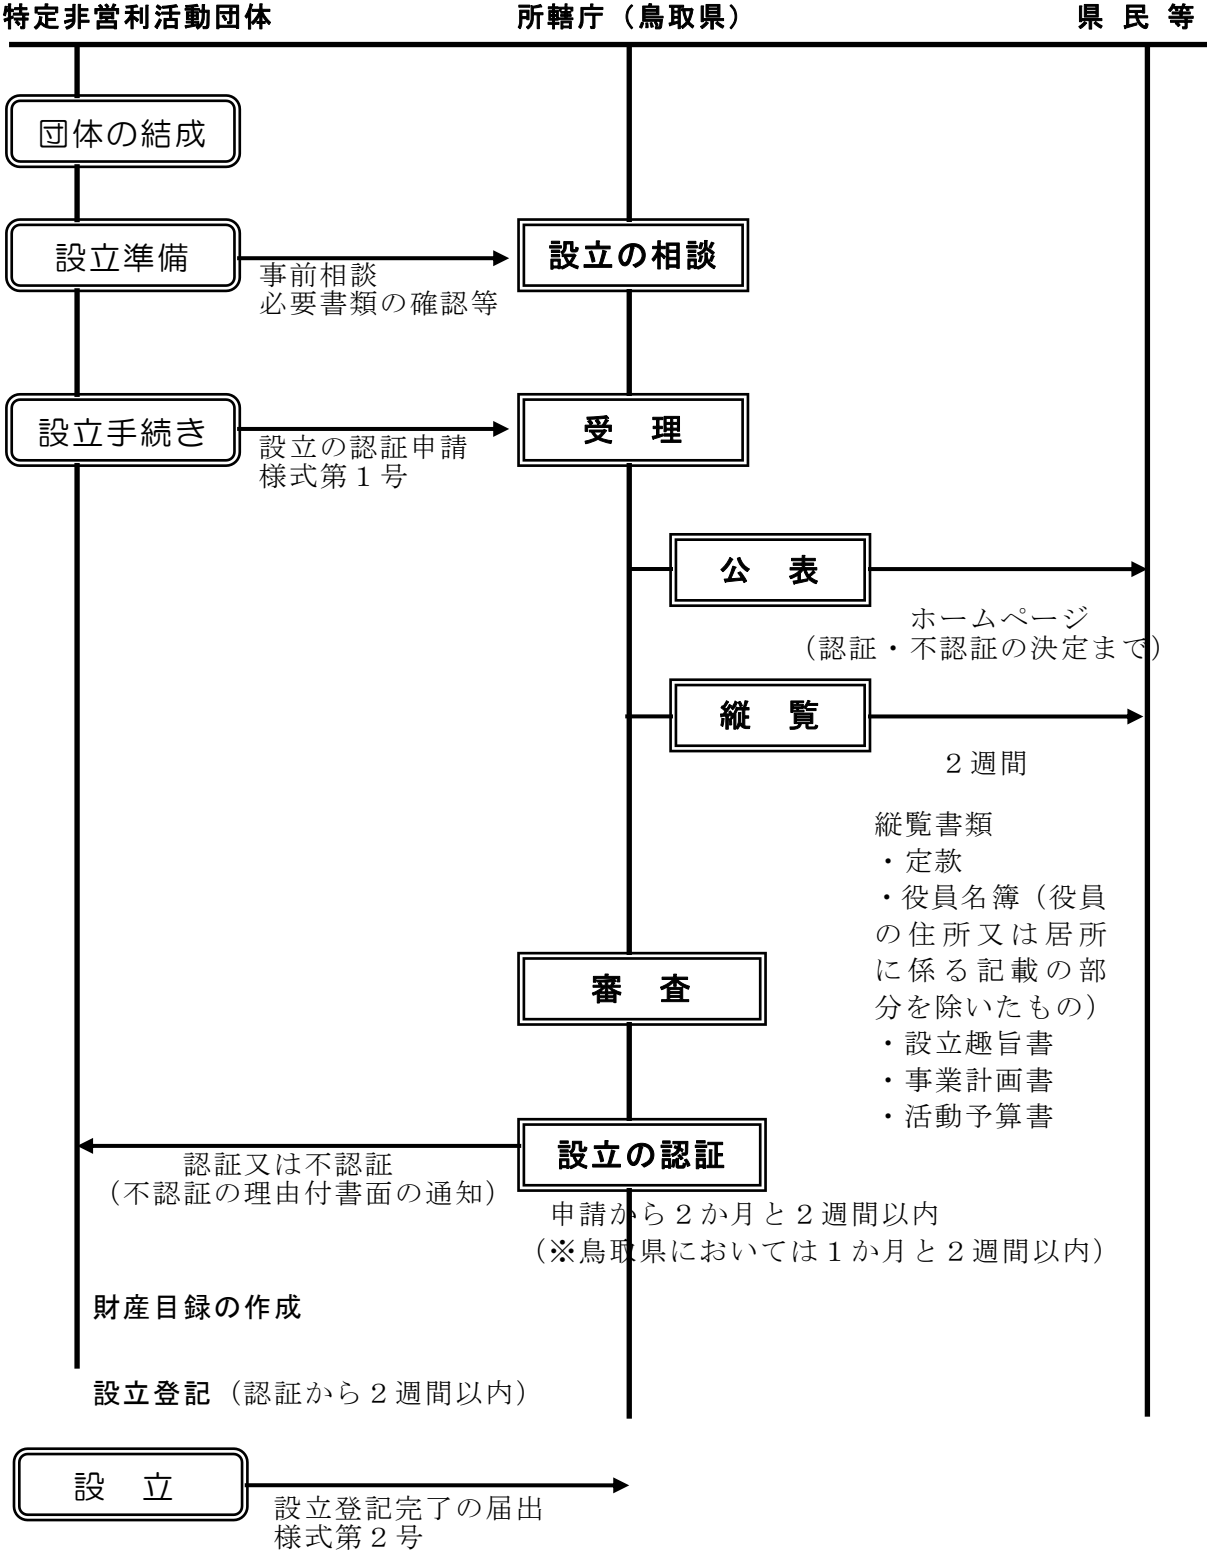 特定非営利活動団体
所轄庁（鳥取県）
県 民 等
団体の結成
設立準備
設立の相談
事前相談
必要書類の確認等
設立手続き
受　理
設立の認証申請
様式第１号
公　表
ホームページ
（認証・不認証の決定まで）
縦　覧
２週間
縦覧書類
・定款
・役員名簿（役員
の住所又は居所
に係る記載の部
分を除いたもの）
・設立趣旨書
・事業計画書
・活動予算書
審　査
設立の認証
認証又は不認証
（不認証の理由付書面の通知）
申請から２か月と２週間以内
（※鳥取県においては１か月と２週間以内）
財産目録の作成
設立登記（認証から２週間以内）
設　立
設立登記完了の届出
様式第２号